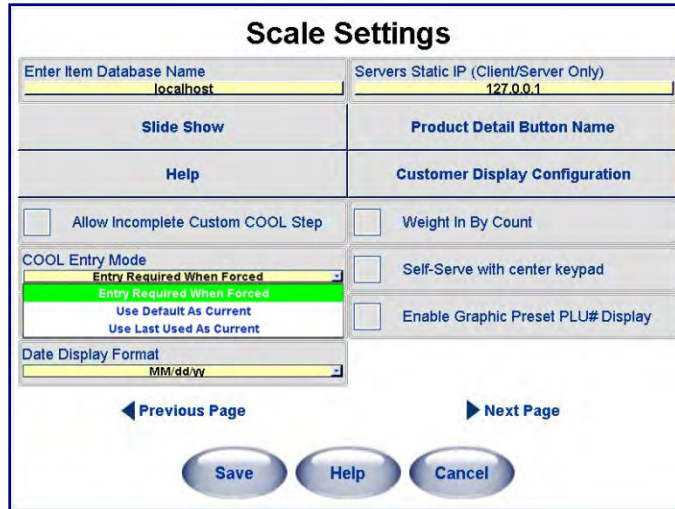 Scale Settings
Enter Item Database Name
localhost
Servers Static IP (Client/Server Only)
127.0.0.1
Slide Show
Product Detail Button Name
Help
Customer Display Configuration
Allow Incomplete Custom COOL Step
Weight In By Count
COOL Entry Mode
Entry Required When Forced
Self-Serve with center keypad
Entry Required When Forced
Use Default As Current
Use Last Used As Current
Enable Graphic Preset PLU# Display
Date Display Format
MM/dd/yy
Previous Page
Next Page
Save
Help
Cancel